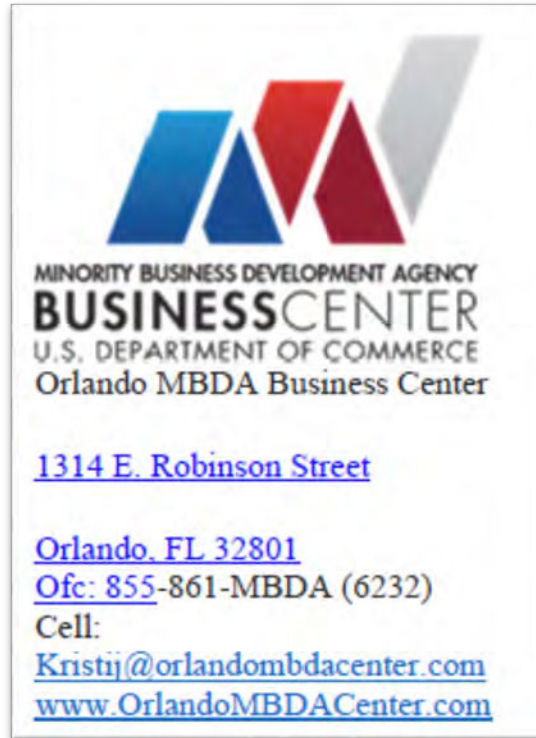 MINORITY BUSINESS DEVELOPMENT AGENCY
BUSINESSCENTER
U.S. DEPARTMENT OF COMMERCE
Orlando MBDA Business Center
1314 E. Robinson Street
Orlando, FL 32801
Ofc: 855-861-MBDA (6232)
Cell:
Kristij@orlandombdacenter.com
www.OrlandoMBDACenter.com